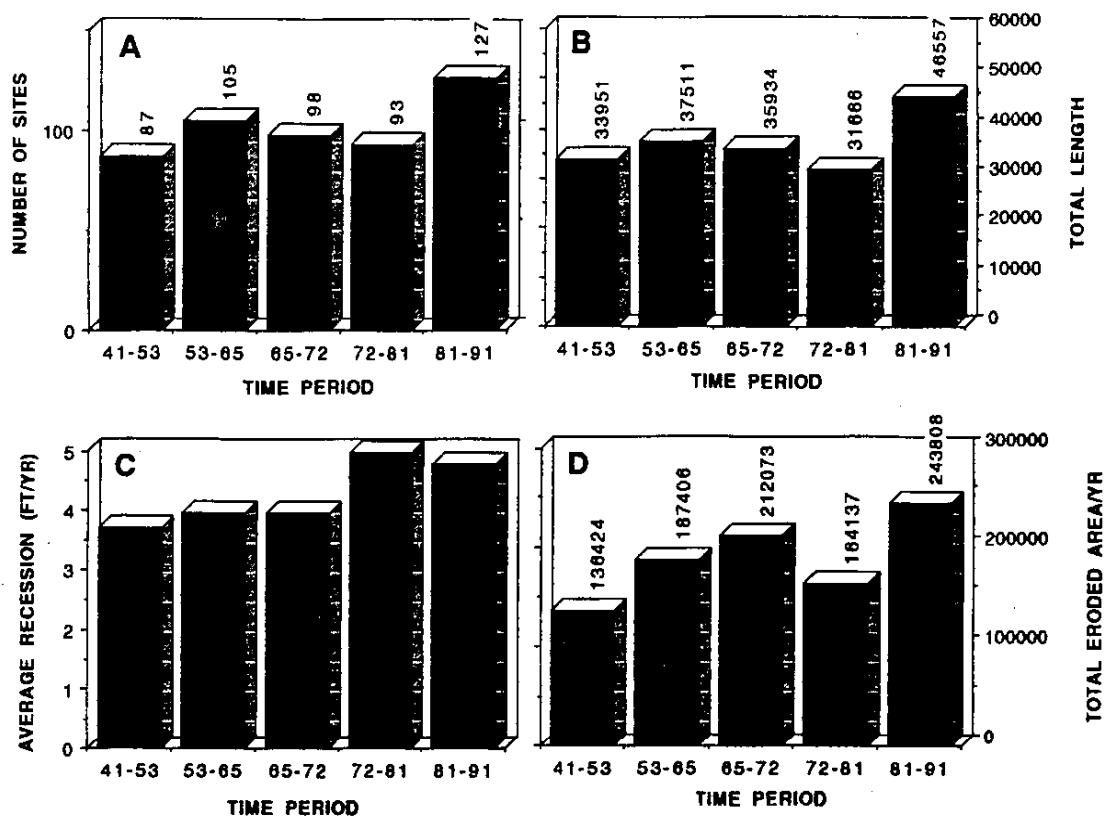 A
NUMBER OF SITES
100
0
87
105
98
93
127
41-53 53-65 65-72 72-81 81-91
TIME PERIOD
B
60000
50000
40000
30000
20000
10000
0
TOTAL LENGTH
33951
37511
35934
31666
46557
41-53 53-65 65-72 72-81 81-91
TIME PERIOD
C
AVERAGE RECESSION (FT/YR)
5
4
3
2
1
0
41-53 53-65 65-72 72-81 81-91
TIME PERIOD
D
300000
200000
100000
0
TOTAL ERODED AREA/YR
136424
187406
212073
164137
243808
41-53 53-65 65-72 72-81 81-91
TIME PERIOD